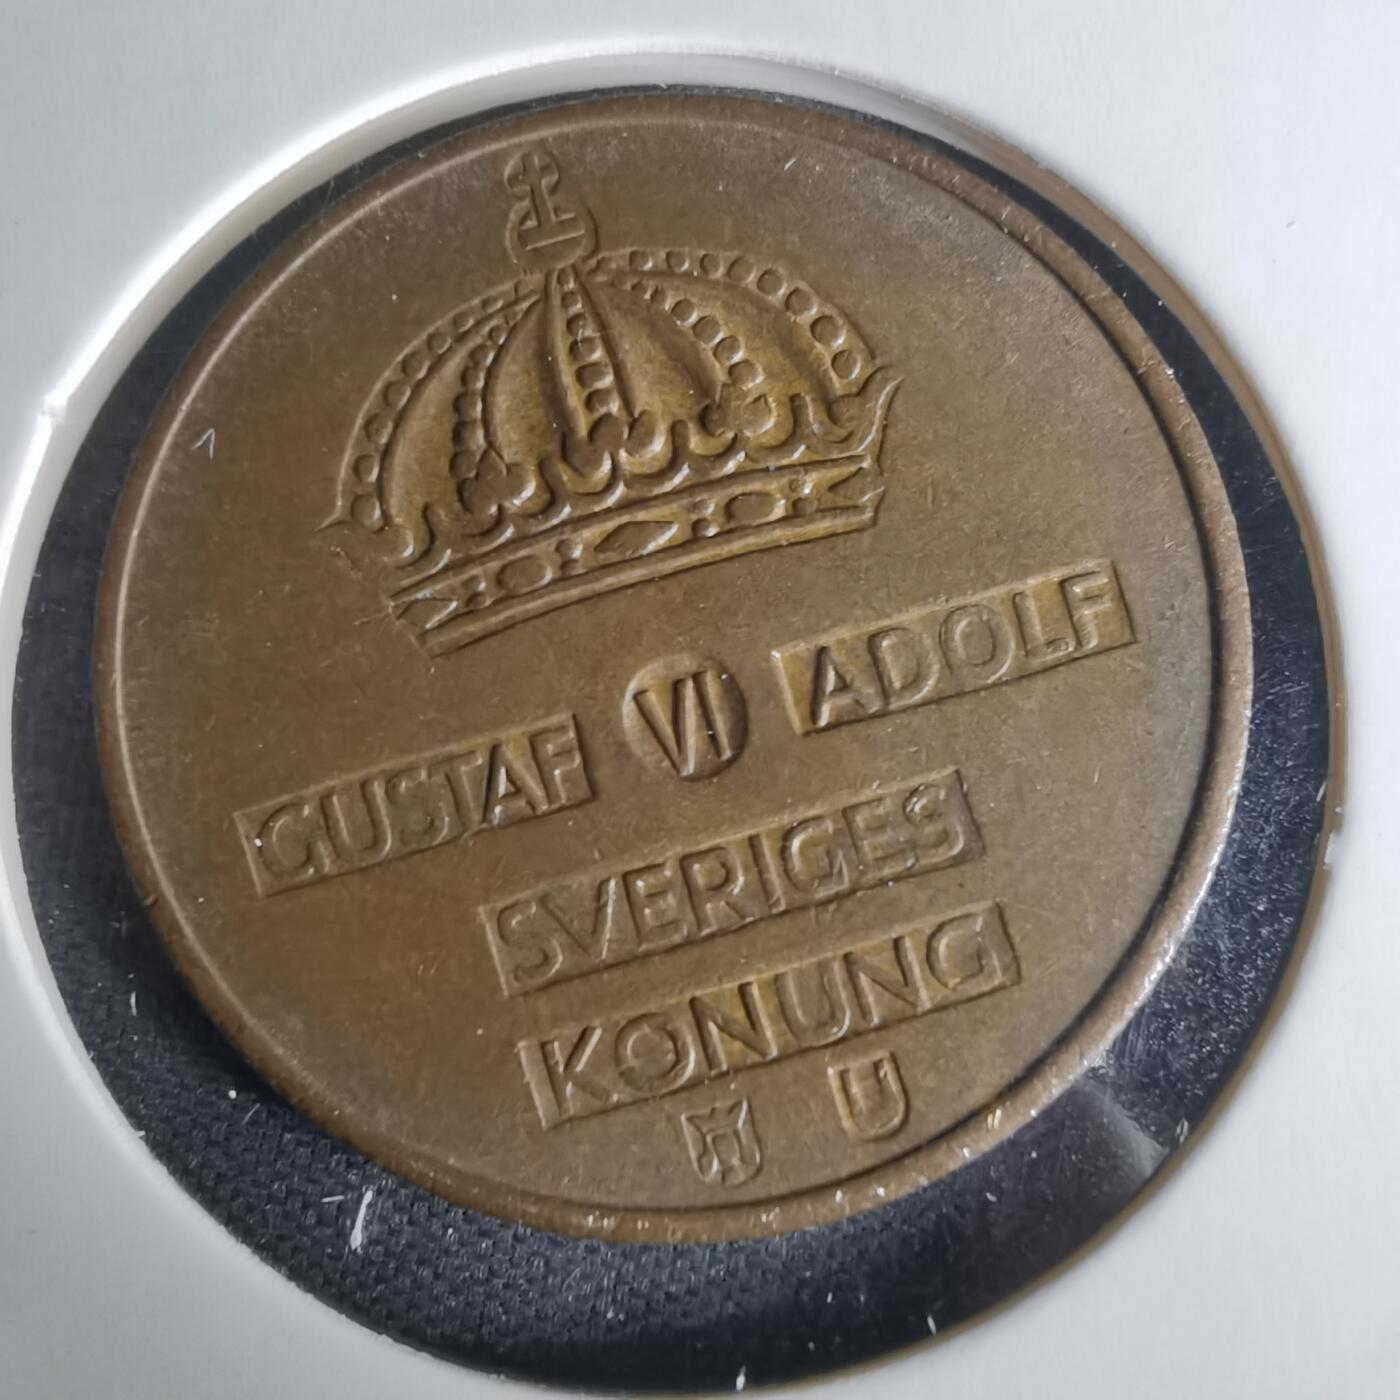 GUSTAF VI ADOLF
SVERIGES
KONUNG
U